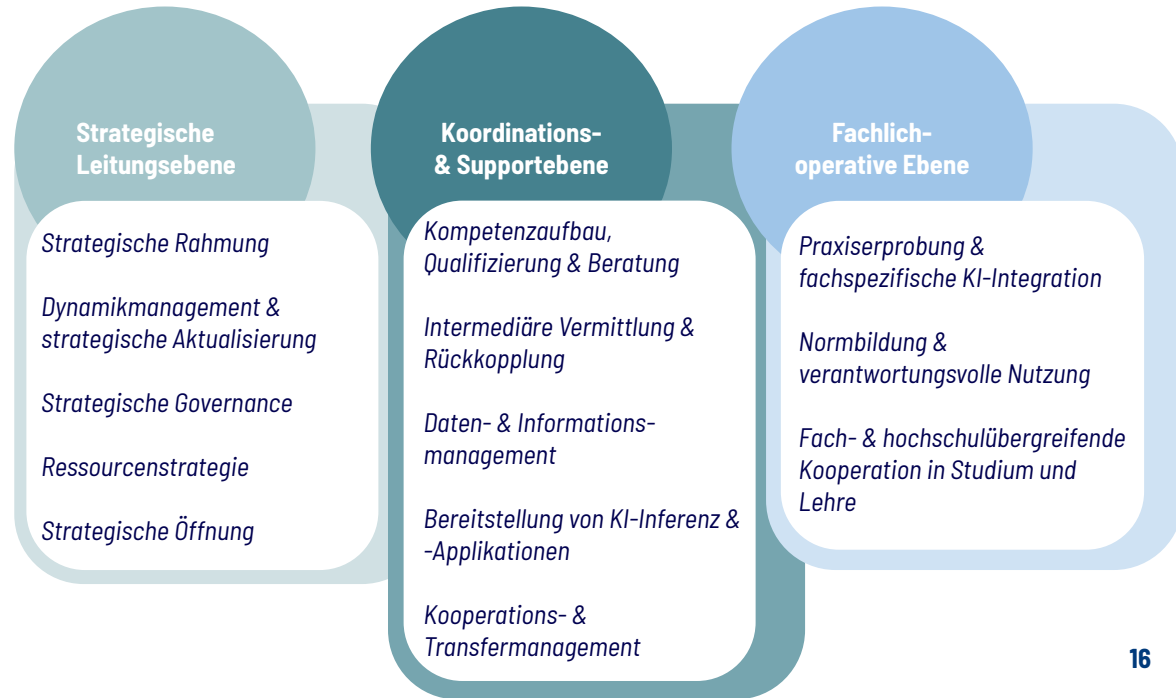 Strategische
Leitungsebene
Strategische Rahmung
Dynamikmanagement &
strategische Aktualisierung
Strategische Governance
Ressourcenstrategie
Strategische Öffnung
Koordinations-
& Supportebene
Kompetenzaufbau,
Qualifizierung & Beratung
Intermediäre Vermittlung &
Rückkopplung
Daten- & Informations-
management
Bereitstellung von KI-Inferenz &
-Applikationen
Kooperations- &
Transfermanagement
Fachlich-
operative Ebene
Praxiserprobung &
fachspezifische KI-Integration
Normbildung &
verantwortungsvolle Nutzung
Fach- & hochschulübergreifende
Kooperation in Studium und
Lehre
16